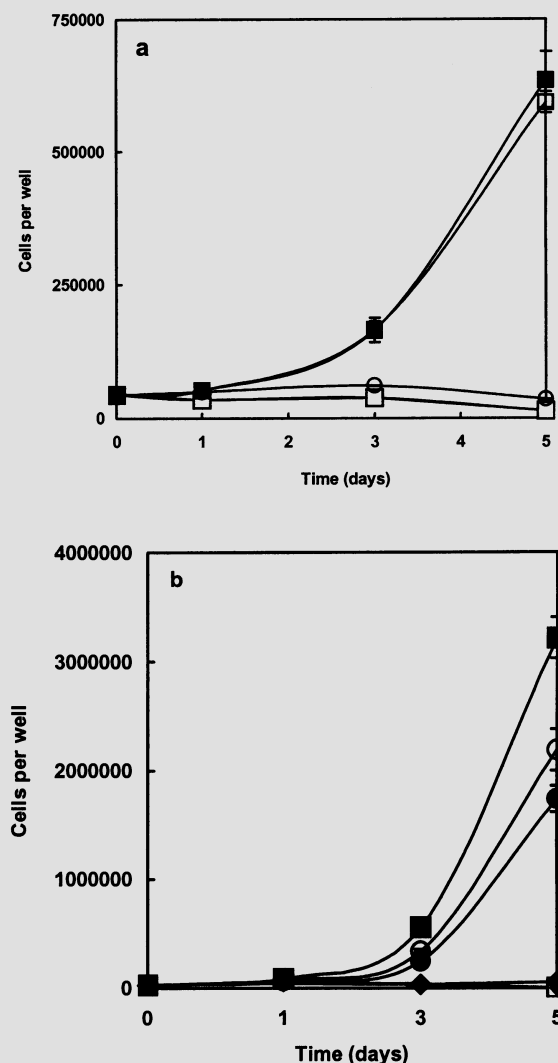 a
Cells per well
750000
500000
250000
0
0 1 2 3 4 5
Time (days)
b
Cells per well
4000000
3000000
2000000
1000000
0
0 1 3 5
Time (days)